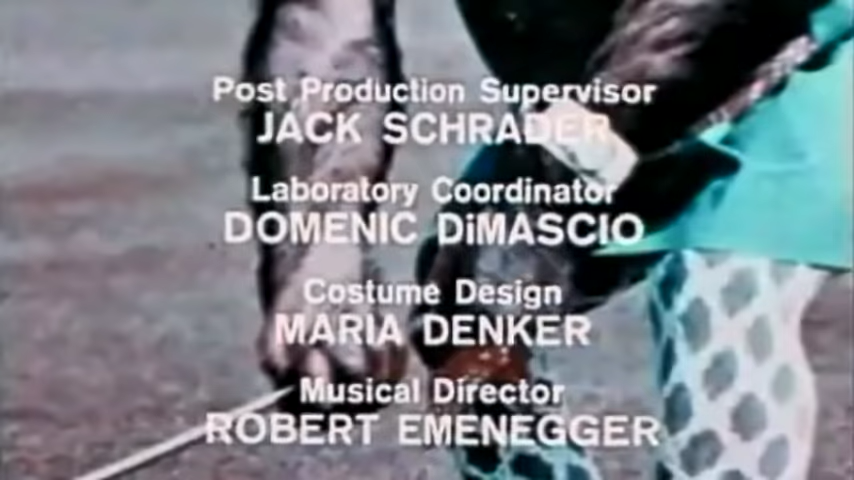 Post Production Supervisor
JACK SCHRADER
Laboratory Coordinator
DOMENIC DiMASCIO
Costume Design
MARIA DENKER
Musical Director
ROBERT EMENEGGER